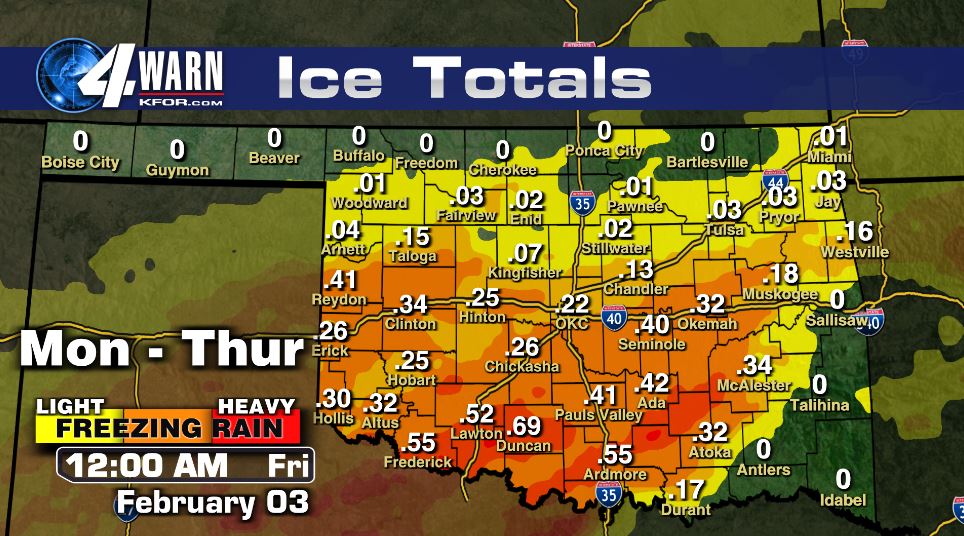 4WARN
KFOR.COM
Ice Totals
0
Boise City
0
Guymon
0
Beaver
0
Buffalo
0
Freedom
0
Cherokee
0
Ponca City
0
Bartlesville
.01
Miami
.01
Woodward
.03
Fairview
.02
Enid
35
.01
Pawnee
.03
Tulsa
44
.03
Pryor
.03
Jay
.04
Arnett
.15
Taloga
.07
Kingfisher
.02
Stillwater
.16
Westville
.41
Reydon
.34
Clinton
.25
Hinton
.22
OKC
40
.13
Chandler
.32
Okemah
.18
Muskogee
0
Sallisaw
40
.26
Erick
.25
Hobart
.26
Chickasha
.40
Seminole
.34
McAlester
0
Talihina
.30
Hollis
.32
Altus
.55
Frederick
.52
Lawton
.69
Duncan
.41
Pauls Valley
.42
Ada
.55
Ardmore
35
.32
Atoka
.17
Durant
0
Antlers
0
Idabel
Mon - Thur
LIGHT HEAVY
FREEZING RAIN
12:00 AM Fri
February 03